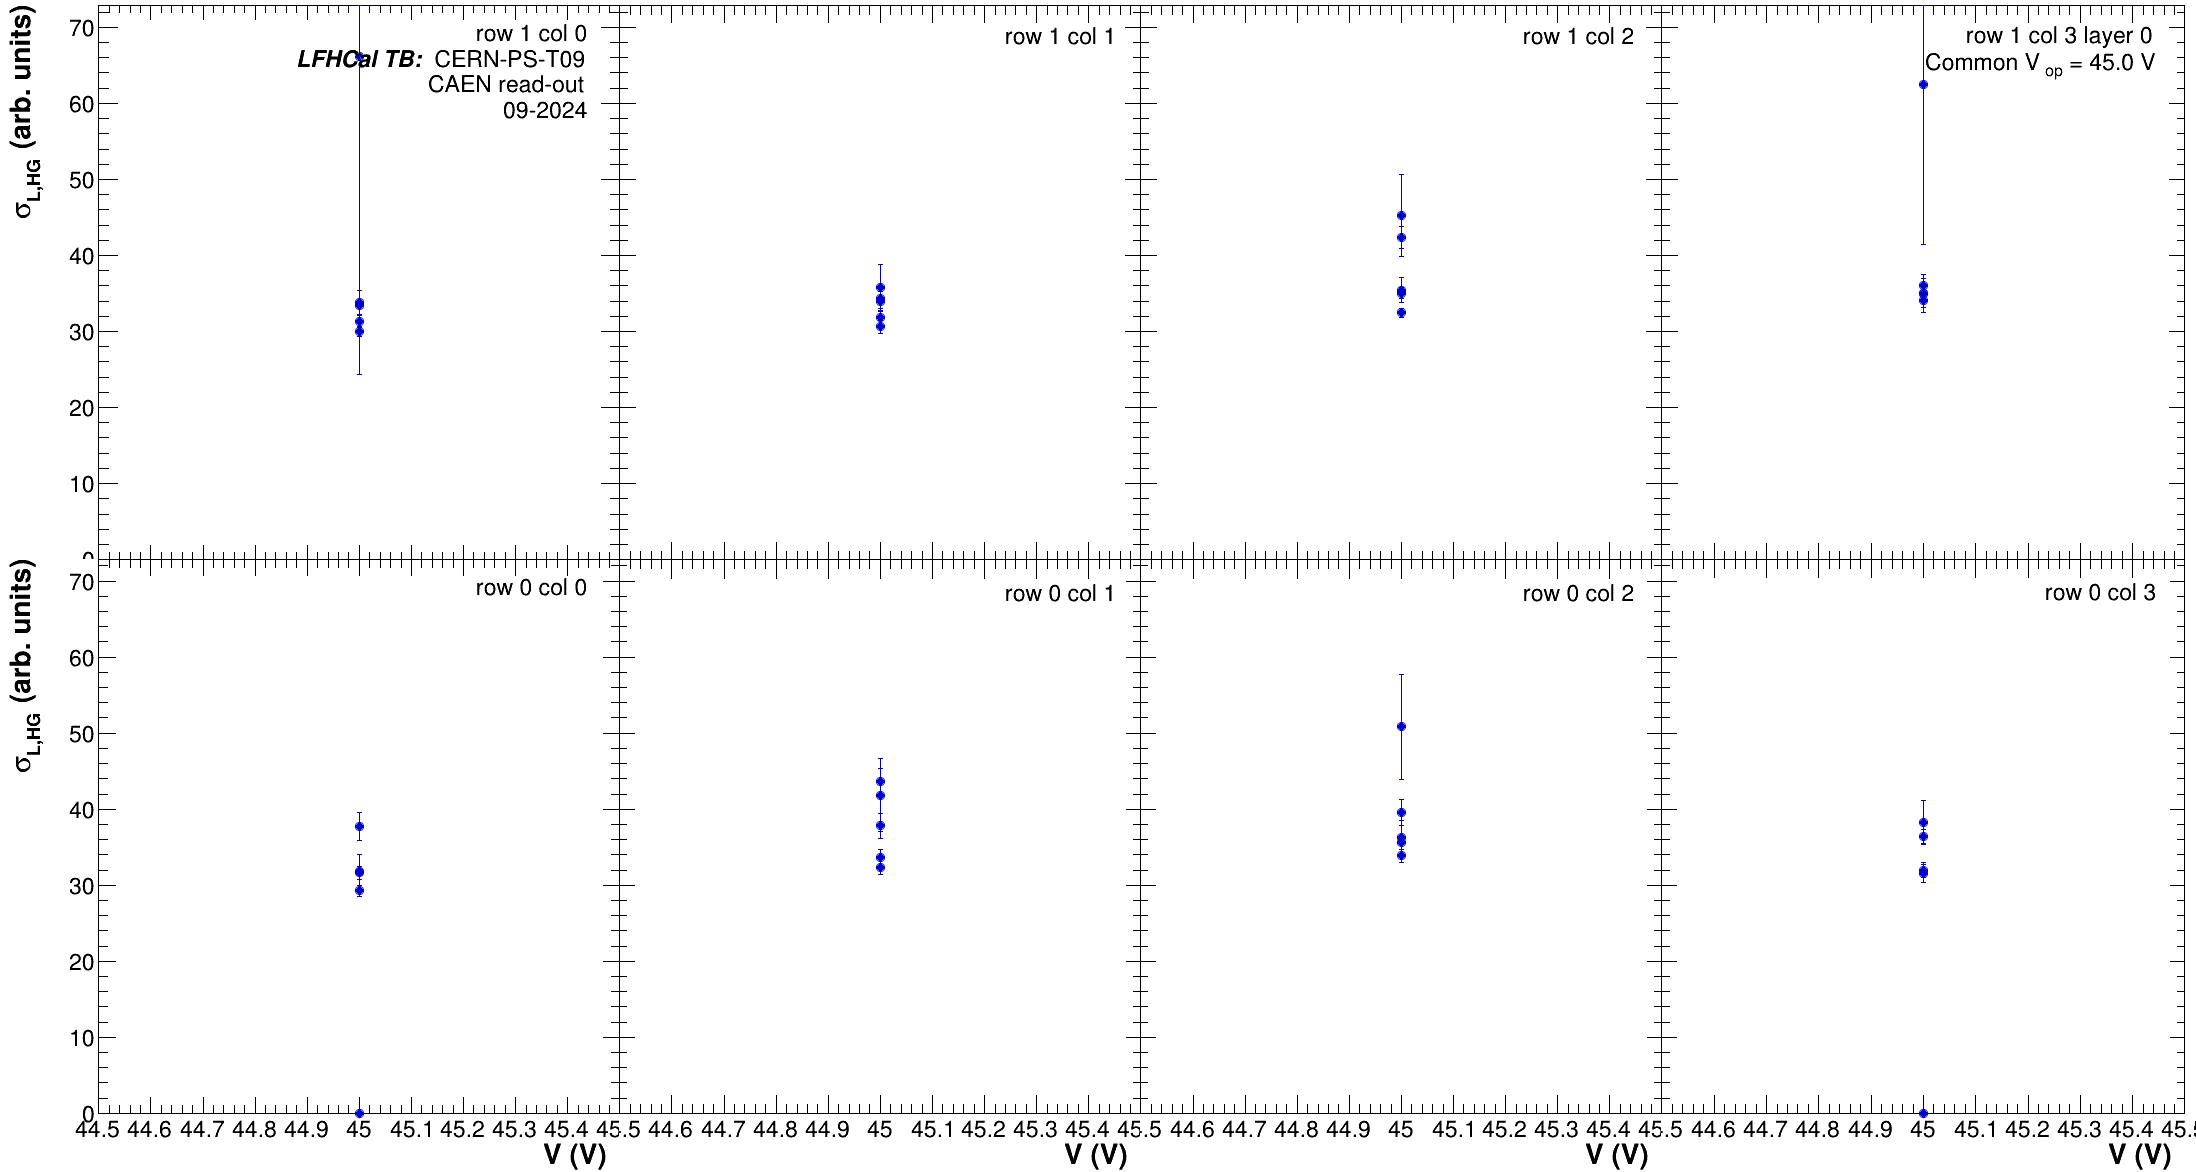 σL,HG (arb. units)
70
60
50
40
30
20
10
0
row 1 col 0
LFHCal TB: CERN-PS-T09
CAEN read-out
09-2024
row 1 col 1
row 1 col 2
row 1 col 3 layer 0
Common V op = 45.0 V
σL,HG (arb. units)
70
60
50
40
30
20
10
0
row 0 col 0
row 0 col 1
row 0 col 2
row 0 col 3
44.5 44.6 44.7 44.8 44.9 45 45.1 45.2 45.3 45.4 45.5 44.6 44.7 44.8 44.9 45 45.1 45.2 45.3 45.4 45.5 44.6 44.7 44.8 44.9 45 45.1 45.2 45.3 45.4 45.5 44.6 44.7 44.8 44.9 45 45.1 45.2 45.3 45.4 45.5
V (V) V (V) V (V) V (V)